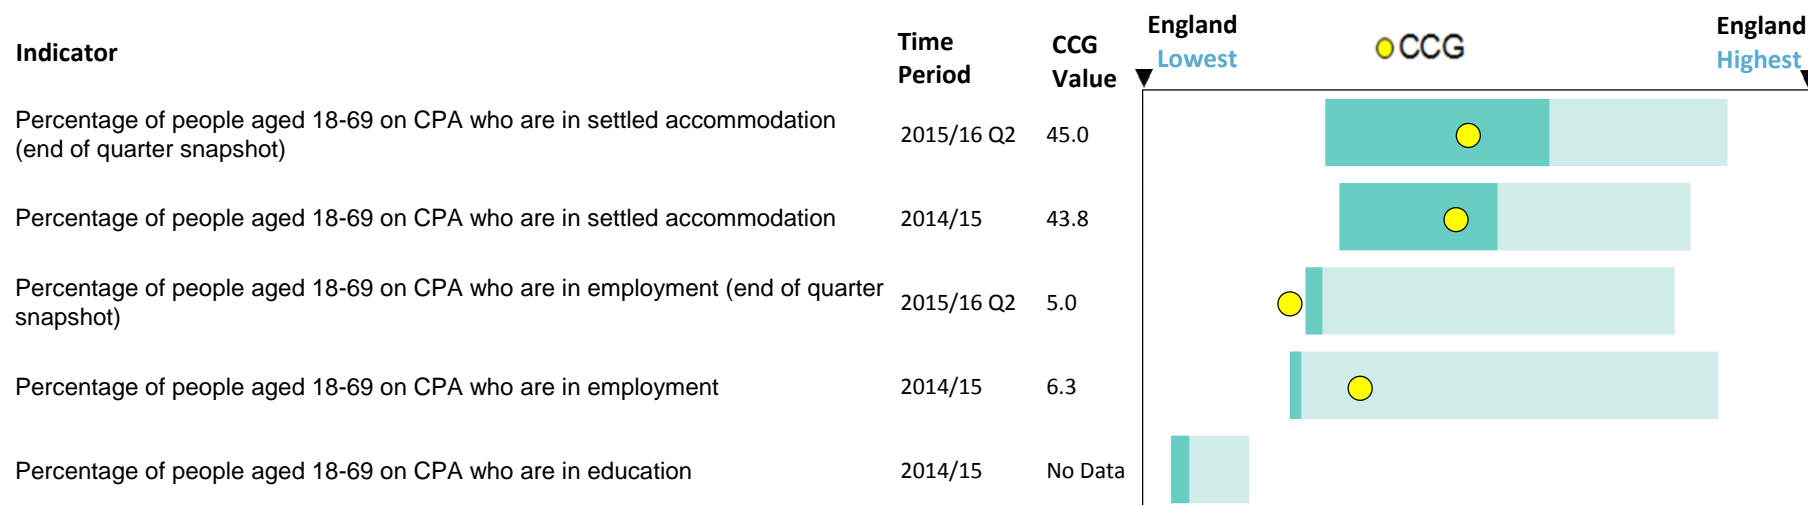 Indicator
Time
Period
CCG
Value
England
Lowest
CCG
England
Highest
Percentage of people aged 18-69 on CPA who are in settled accommodation
(end of quarter snapshot)
2015/16 Q2
45.0
Percentage of people aged 18-69 on CPA who are in settled accommodation
2014/15
43.8
Percentage of people aged 18-69 on CPA who are in employment (end of quarter
snapshot)
2015/16 Q2
5.0
Percentage of people aged 18-69 on CPA who are in employment
2014/15
6.3
Percentage of people aged 18-69 on CPA who are in education
2014/15
No Data